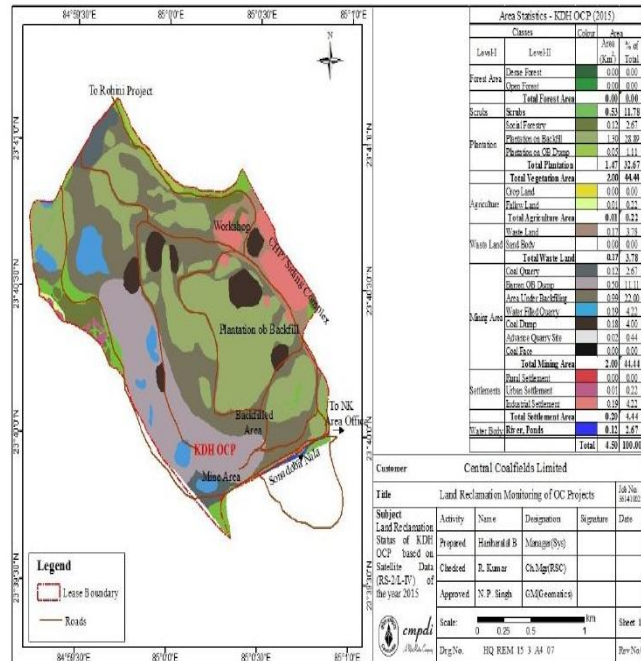 84°59'30"E 85°0'0"E 85°0'30"E 85°1'0"E
To Rohini Project
23°41'0"N
23°41'0"N
Workshop
CHP/ Siding Complex
23°40'30"N
23°40'30"N
Plantation ob Backfill
To NK
Area Office
Backfilled
Area
23°40'0"N
23°40'0"N
KDH OCP
Mine Area
Sonadoba Nala
23°39'30"N
23°39'30"N
Legend
Lease Boundary
Roads
84°59'30"E 85°0'0"E 85°0'30"E 85°1'0"E
Area Statistics - KDH OCP (2015)
Classes Colour Area
Level-I Level-II Area (Km²) % of Total
Forest Area
Dense Forest 0.00 0.00
Open Forest 0.00 0.00
Total Forest Area 0.00 0.00
Scrubs Scrubs 0.53 11.78
Plantation
Social Forestry 0.12 2.67
Plantation on Backfill 1.30 28.89
Plantation on OB Dump 0.05 1.11
Total Plantation 1.47 32.67
Total Vegetation Area 2.00 44.44
Agriculture
Crop Land 0.00 0.00
Fallow Land 0.01 0.22
Total Agriculture Area 0.01 0.22
Waste Land
Waste Land 0.17 3.78
Sand Body 0.00 0.00
Total Waste Land 0.17 3.78
Mining Area
Coal Quarry 0.12 2.67
Barren OB Dump 0.50 11.11
Area Under Backfilling 0.99 22.00
Water Filled Quarry 0.19 4.22
Coal Dump 0.18 4.00
Advance Quarry Site 0.02 0.44
Coal Face 0.00 0.00
Total Mining Area 2.00 44.44
Settlements
Rural Settlement 0.00 0.00
Urban Settlement 0.01 0.22
Industrial Settlement 0.19 4.22
Total Settlement Area 0.20 4.44
Water Body River, Ponds 0.12 2.67
Total 4.50 100.00
Customer Central Coalfields Limited
Title Land Reclamation Monitoring of OC Projects Job No.
Subject
Land Reclamation
Status of KDH
OCP based on
Satellite Data
(RS-2/L-IV) of
the year 2015
Activity Name Designation Signature Date
Prepared Hariharalal B Manager(Sys)
Checked R. Kumar Ch.Mgr(RSC)
Approved N. P. Singh GM(Geomatics)
cmpdi
Scale: 0 0.25 0.5 1 km
Sheet 1
Drg No. HQ REM 15 3 A4 07 Rev No